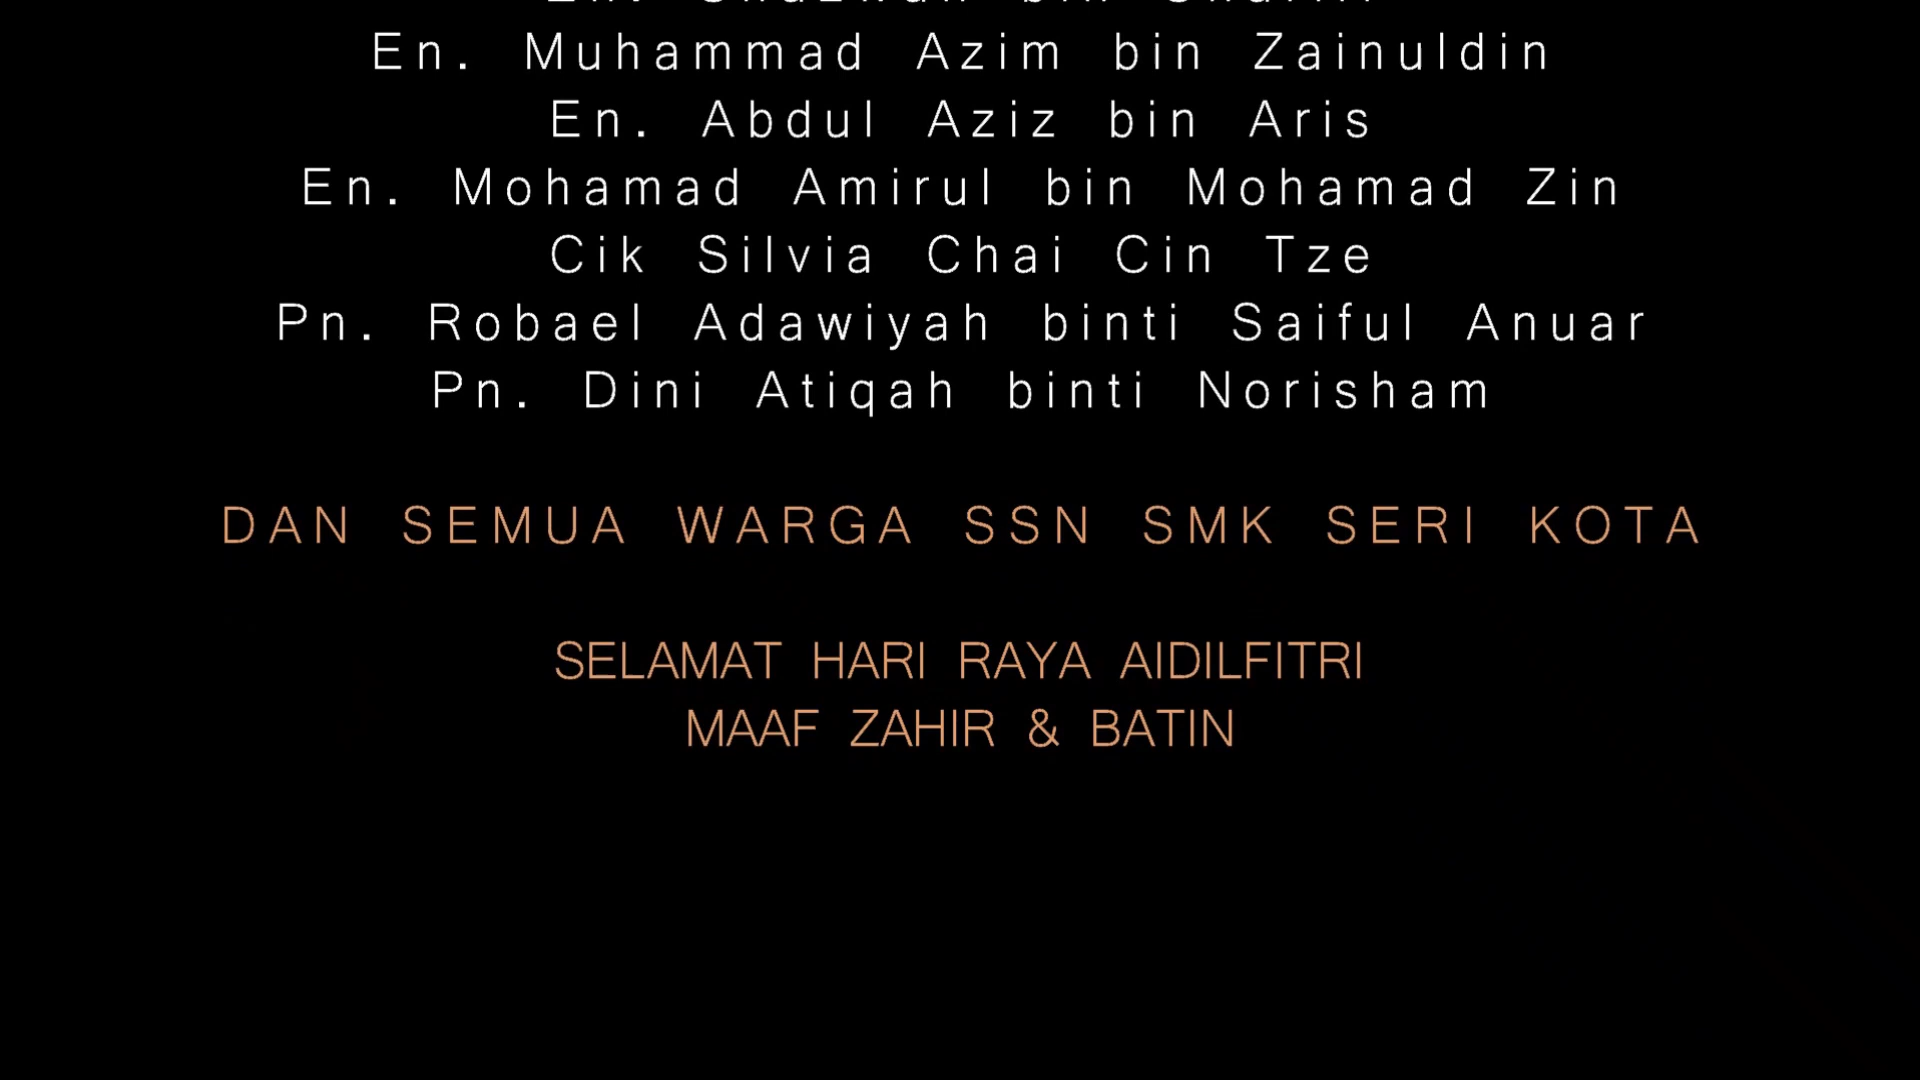 En. Muhammad Azim bin Zainuldin
En. Abdul Aziz bin Aris
En. Mohamad Amirul bin Mohamad Zin
Cik Silvia Chai Cin Tze
Pn. Robael Adawiyah binti Saiful Anuar
Pn. Dini Atiqah binti Norisham
DAN SEMUA WARGA SSN SMK SERI KOTA
SELAMAT HARI RAYA AIDILFITRI
MAAF ZAHIR & BATIN